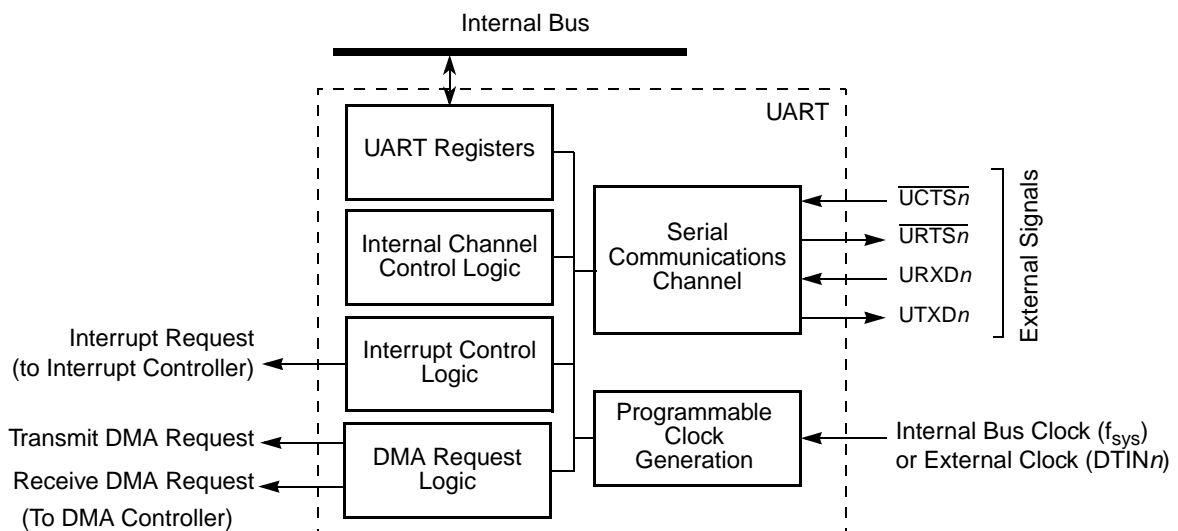 Internal Bus
UART
UART Registers
Internal Channel
Control Logic
Interrupt Control
Logic
DMA Request
Logic
Serial
Communications
Channel
Programmable
Clock
Generation
UCTSn
URTSn
URXDn
UTXDn
External Signals
Interrupt Request
(to Interrupt Controller)
Transmit DMA Request
Receive DMA Request
(To DMA Controller)
Internal Bus Clock (fsys)
or External Clock (DTINn)